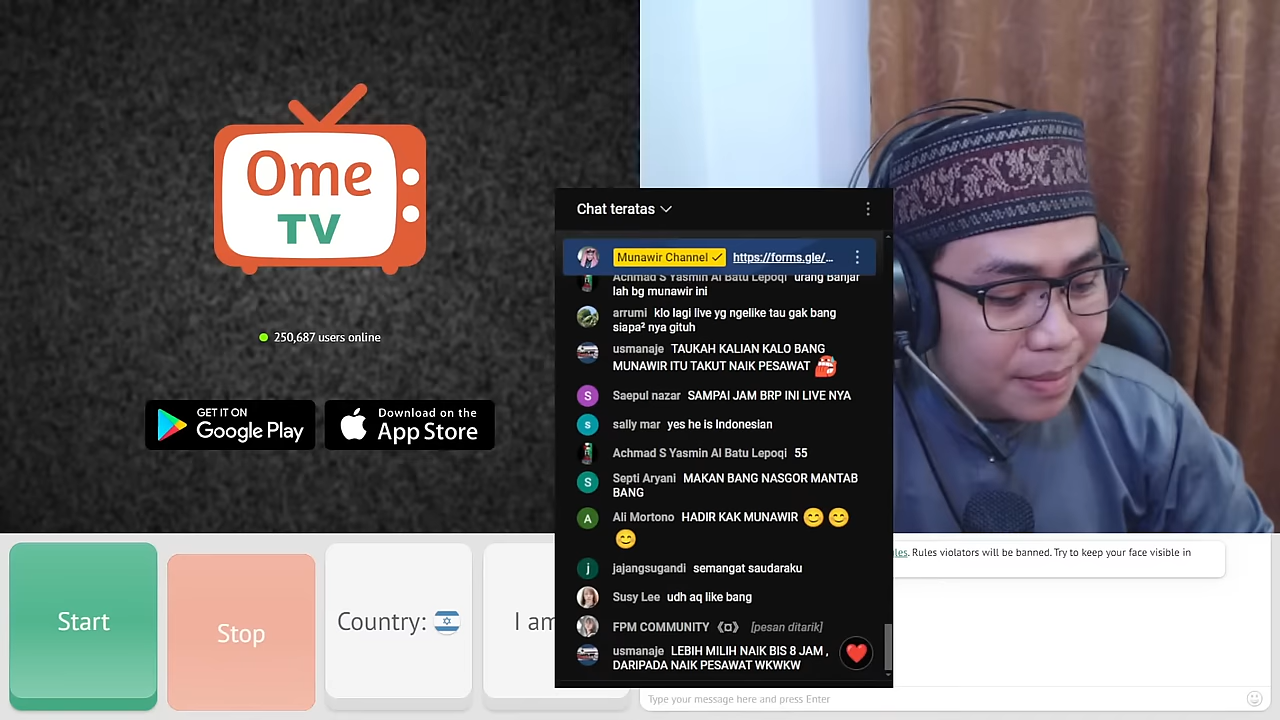 Ome
TV
250,687 users online
GET IT ON
Google Play
Download on the
App Store
Start
Stop
Country:
I am
Chat teratas
Munawir Channel https://forms.gle/...
Achmad S Yasmin Al Batu Lepoqi urang Banjar
lah bg munawir ini
arrumi klo lagi live yg ngelike tau gak bang
siapa² nya gituh
usmanaje TAUKAH KALIAN KALO BANG
MUNAWIR ITU TAKUT NAIK PESAWAT
Saepul nazar SAMPAI JAM BRP INI LIVE NYA
sally mar yes he is Indonesian
Achmad S Yasmin Al Batu Lepoqi 55
Septi Aryani MAKAN BANG NASGOR MANTAB
BANG
Ali Mortono HADIR KAK MUNAWIR 😊 😊
😊
jajangsugandi semangat saudaraku
Susy Lee udh aq like bang
FPM COMMUNITY 《¤》 [pesan ditarik]
usmanaje LEBIH MILIH NAIK BIS 8 JAM ,
DARIPADA NAIK PESAWAT WKWKW
les. Rules violators will be banned. Try to keep your face visible in
Type your message here and press Enter